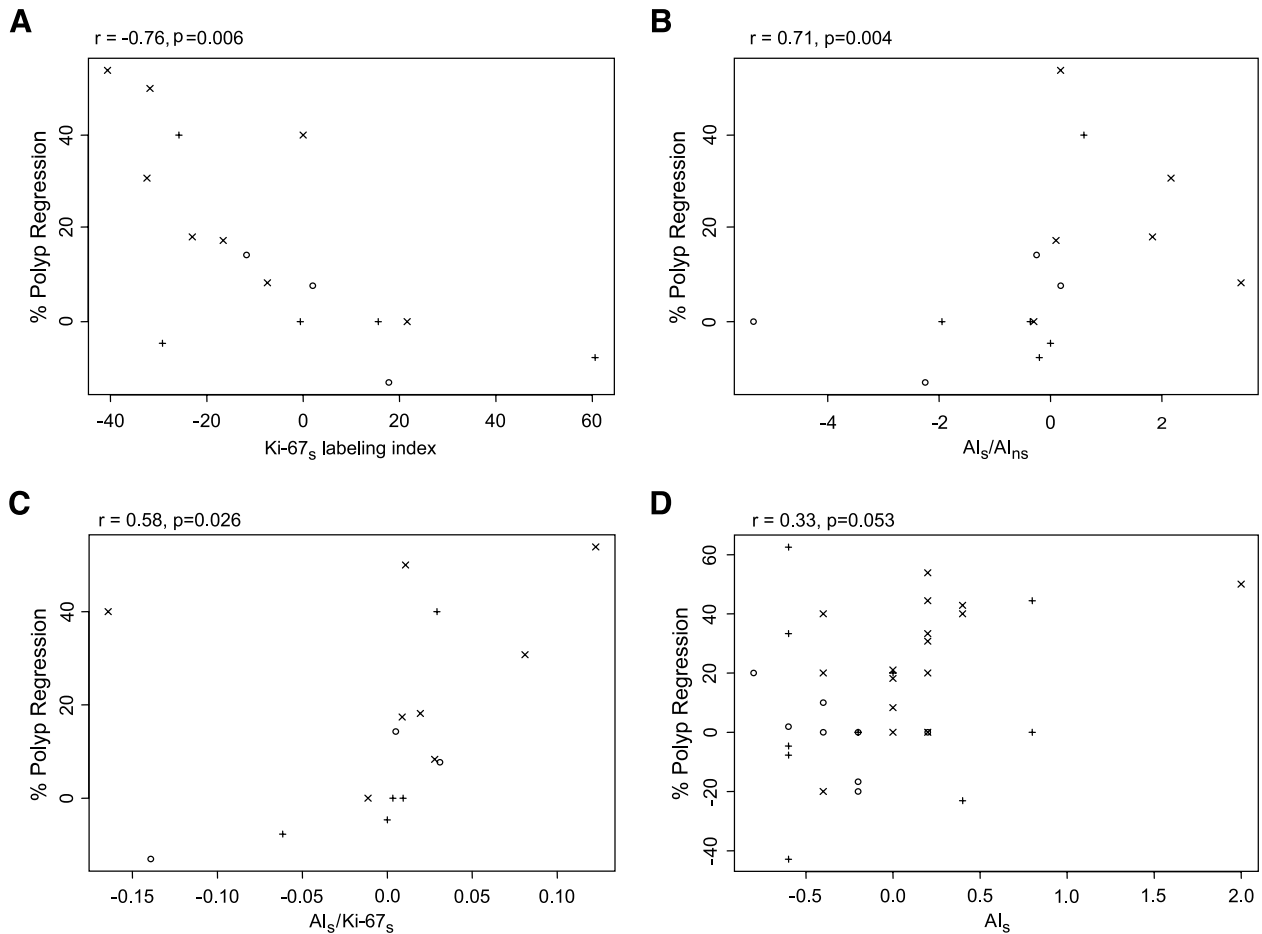 A
r = -0.76, p=0.006
% Polyp Regression
40
20
0
-40 -20 0 20 40 60
Ki-67s labeling index
B
r = 0.71, p=0.004
% Polyp Regression
40
20
0
-4 -2 0 2
AIs/AIns
C
r = 0.58, p=0.026
% Polyp Regression
40
20
0
-0.15 -0.10 -0.05 0.0 0.05 0.10
AIs/Ki-67s
D
r = 0.33, p=0.053
% Polyp Regression
60
40
20
0
-20
-40
-0.5 0.0 0.5 1.0 1.5 2.0
AIs